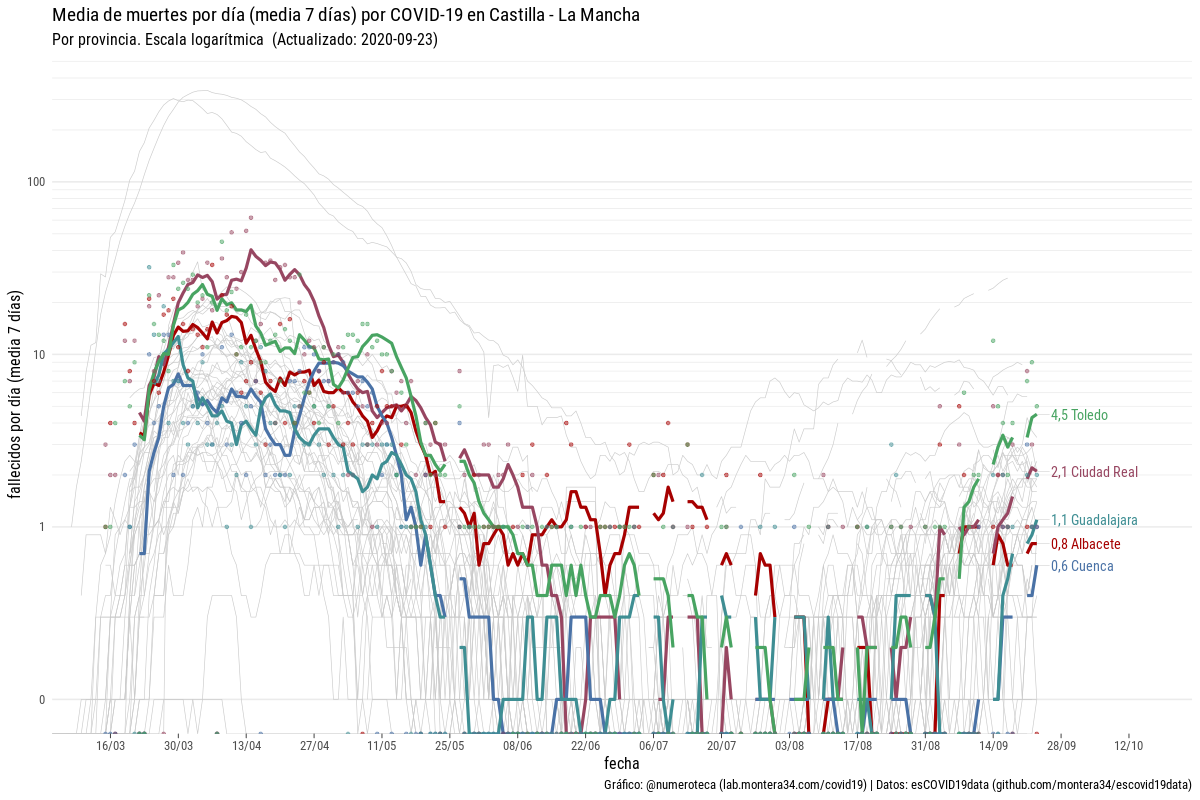 Media de muertes por día (media 7 días) por COVID-19 en Castilla - La Mancha
Por provincia. Escala logarítmica (Actualizado: 2020-09-23)
fallecidos por día (media 7 días)
100
10
1
0
4,5 Toledo
2,1 Ciudad Real
1,1 Guadalajara
0,8 Albacete
0,6 Cuenca
16/03 30/03 13/04 27/04 11/05 25/05 08/06 22/06 06/07 20/07 03/08 17/08 31/08 14/09 28/09 12/10
fecha
Gráfico: @numeroteca (lab.montera34.com/covid19) | Datos: esCOVID19data (github.com/montera34/escovid19data)